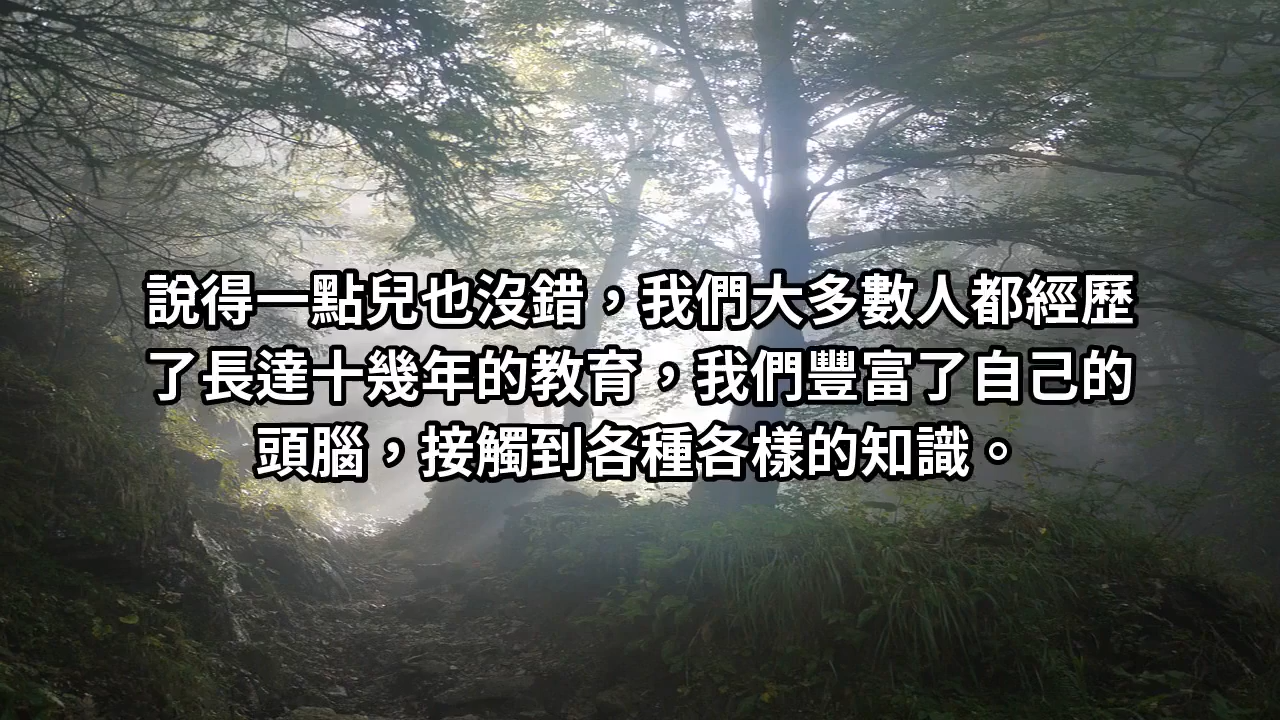 說得一點兒也沒錯，我們大多數人都經歷
了長達十幾年的教育，我們豐富了自己的
頭腦，接觸到各種各樣的知識。